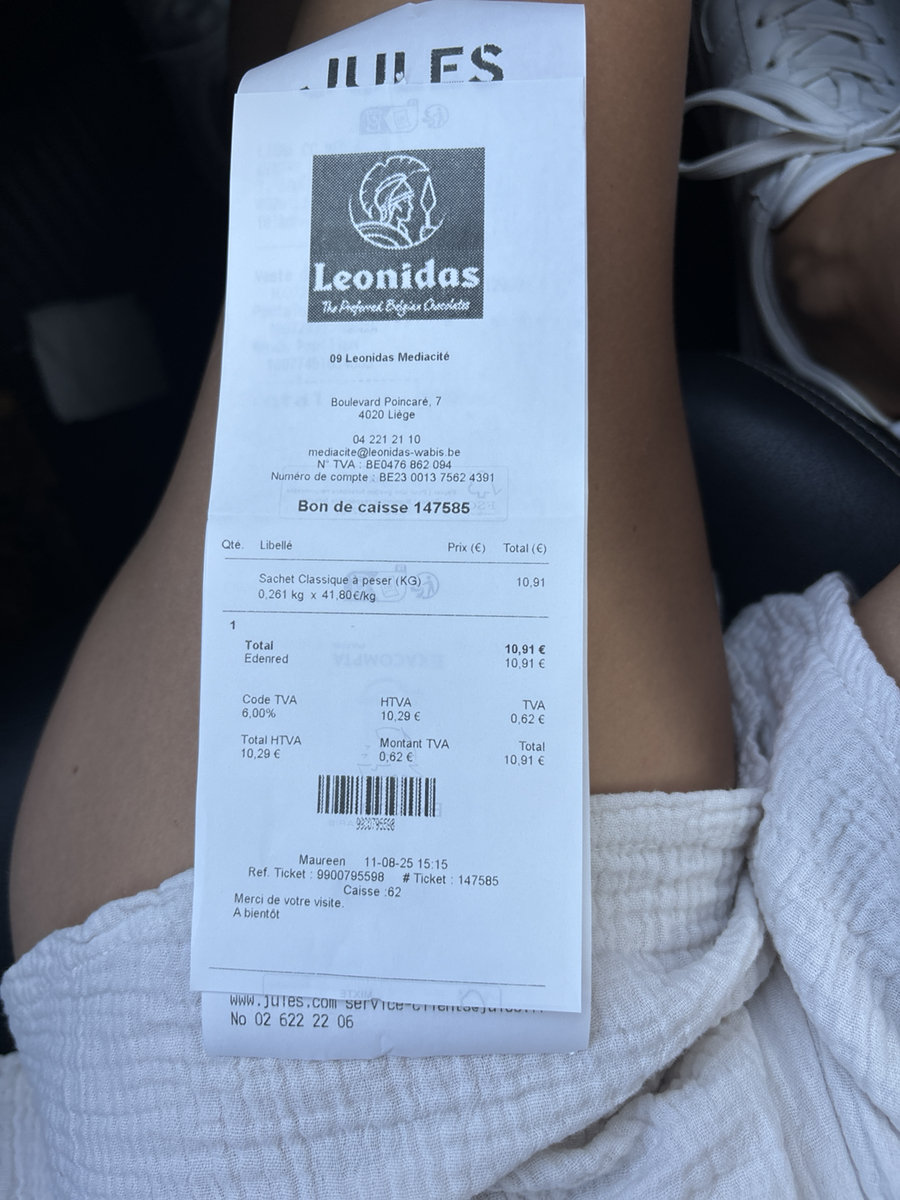 JULES
Leonidas
The Preferred Belgian Chocolates
09 Leonidas Mediacité
Boulevard Poincaré, 7
4020 Liége
04 221 21 10
mediacite@leonidas-wabis.be
N° TVA : BE0476 862 094
Numéro de compte : BE23 0013 7562 4391
Bon de caisse 147585
Qté. Libellé Prix (€) Total (€)
Sachet Classique à peser (KG) 10,91
0,261 kg x 41,80€/kg
1
Total 10,91 €
Edenred 10,91 €
Code TVA HTVA TVA
6,00% 10,29 € 0,62 €
Total HTVA Montant TVA Total
10,29 € 0,62 € 10,91 €
9900795598
Maureen 11-08-25 15:15
Ref. Ticket : 9900795598 # Ticket : 147585
Caisse :62
Merci de votre visite.
A bientôt
www.jules.com
No 02 622 22 06